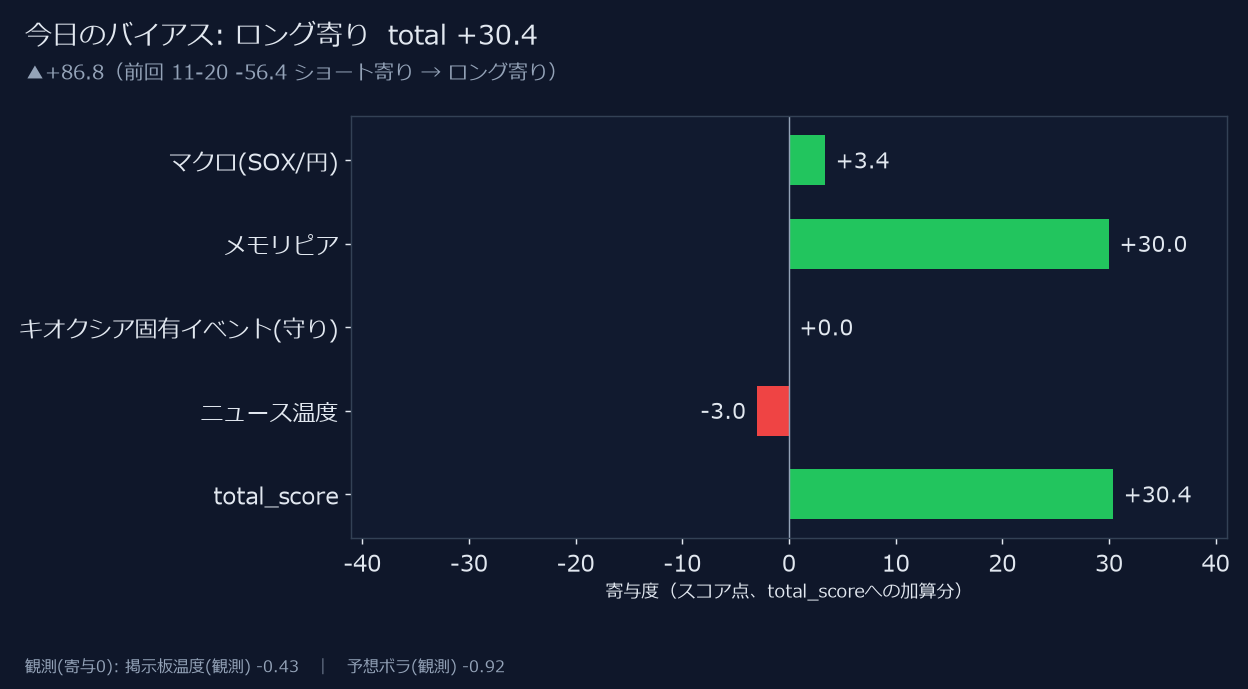 今日のバイアス: ロング寄り  total +30.4
▲+86.8（前回 11-20 -56.4 ショート寄り → ロング寄り）
マクロ(SOX/円)
+3.4
メモリピア
+30.0
キオクシア固有イベント(守り)
+0.0
ニュース温度
-3.0
total_score
+30.4
-40 -30 -20 -10 0 10 20 30 40
寄与度（スコア点、total_scoreへの加算分）
観測(寄与0): 掲示板温度(観測) -0.43 ｜ 予想ボラ(観測) -0.92